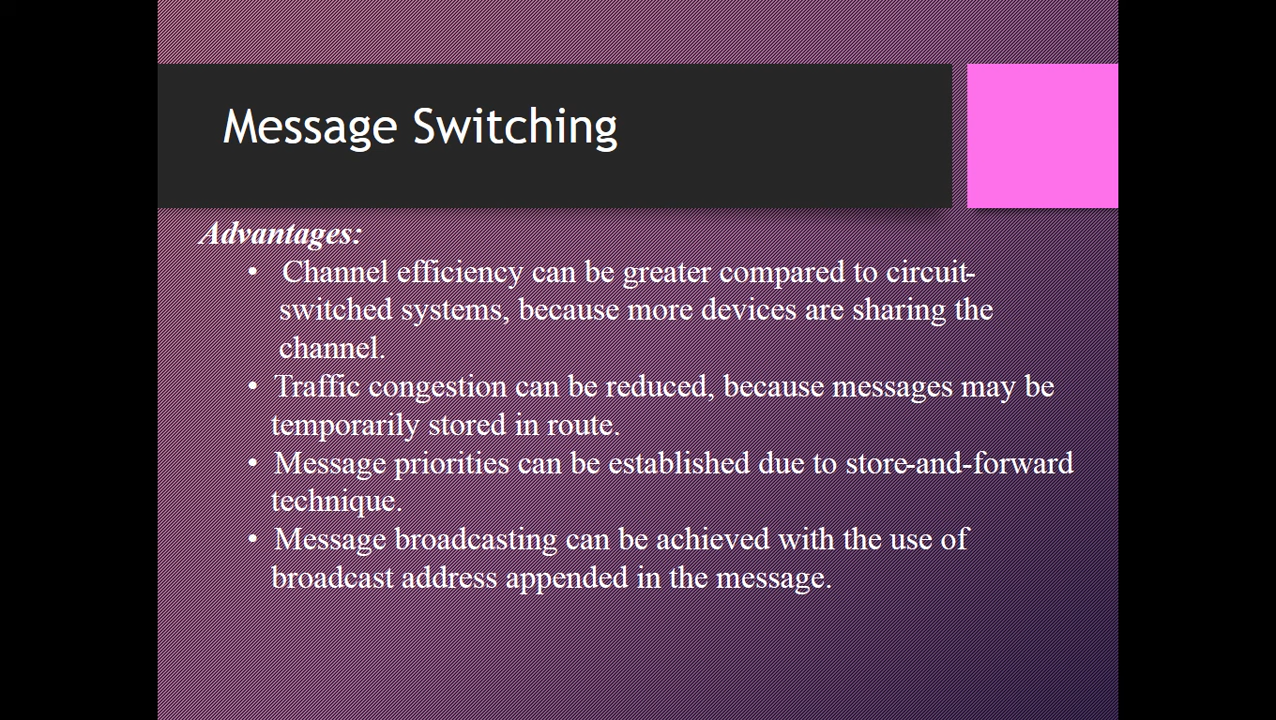 Message Switching
Advantages:
• Channel efficiency can be greater compared to circuit-
switched systems, because more devices are sharing the
channel.
• Traffic congestion can be reduced, because messages may be
temporarily stored in route.
• Message priorities can be established due to store-and-forward
technique.
• Message broadcasting can be achieved with the use of
broadcast address appended in the message.